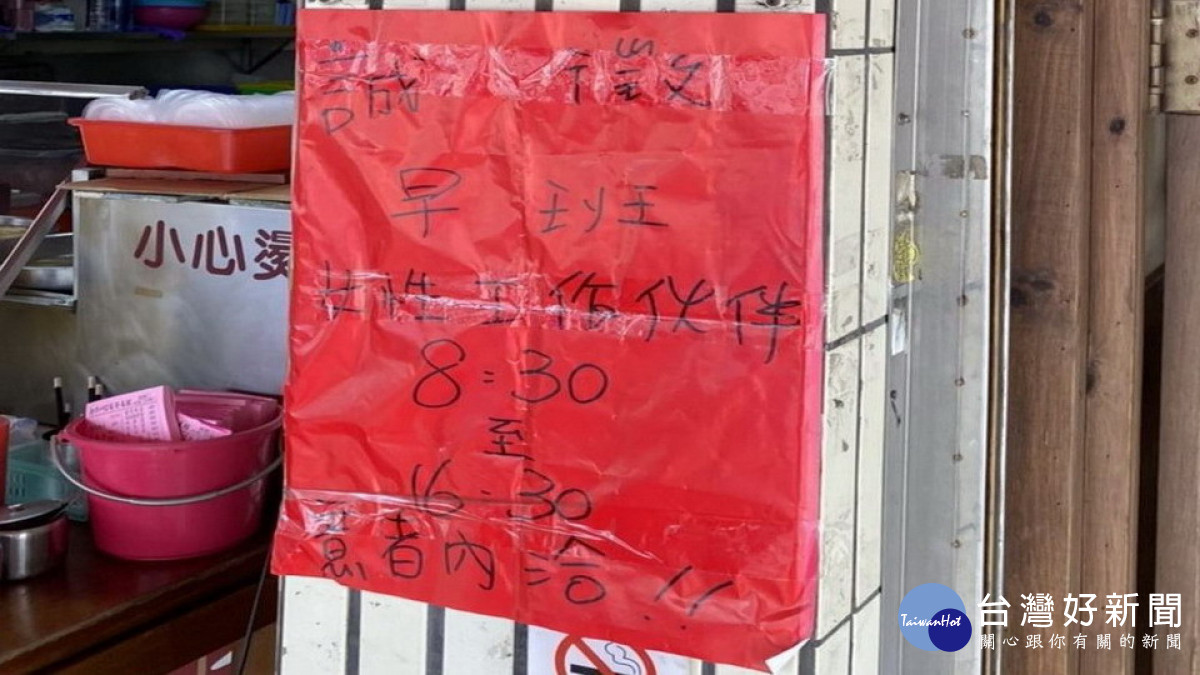 誠 徵
早 班
女性工作伙伴
8:30
至
16:30
意者內洽!!
小心燙
TaiwanHot
台灣好新聞
關心跟你有關的新聞